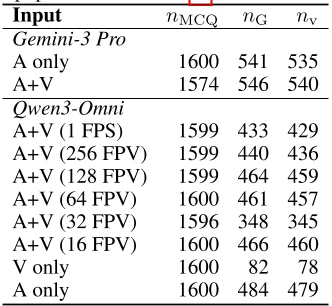 Input n_MCQ n_G n_v
Gemini-3 Pro
A only 1600 541 535
A+V 1574 546 540
Qwen3-Omni
A+V (1 FPS) 1599 433 429
A+V (256 FPV) 1599 440 436
A+V (128 FPV) 1599 464 459
A+V (64 FPV) 1600 461 457
A+V (32 FPV) 1596 348 345
A+V (16 FPV) 1600 466 460
V only 1600 82 78
A only 1600 484 479